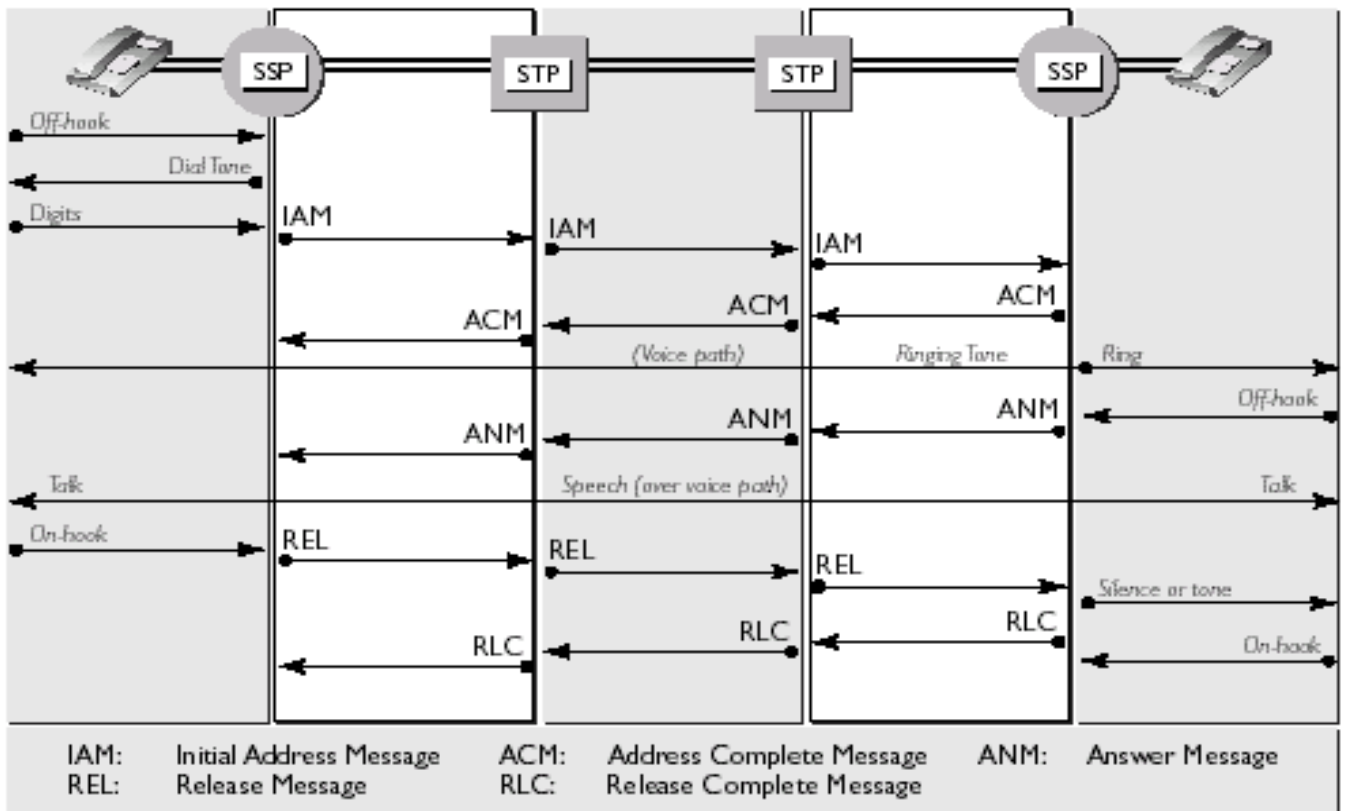 SSP STP STP SSP
Off-hook
Dial Tone
Digits
IAM
IAM
IAM
ACM
ACM
ACM
(Voice path) Ringing Tone Ring
Off-hook
ANM
ANM
ANM
Talk Speech (over voice path) Talk
On-hook
REL
REL
REL
Silence or tone
RLC
RLC
RLC
On-hook
IAM: Initial Address Message ACM: Address Complete Message ANM: Answer Message
REL: Release Message RLC: Release Complete Message